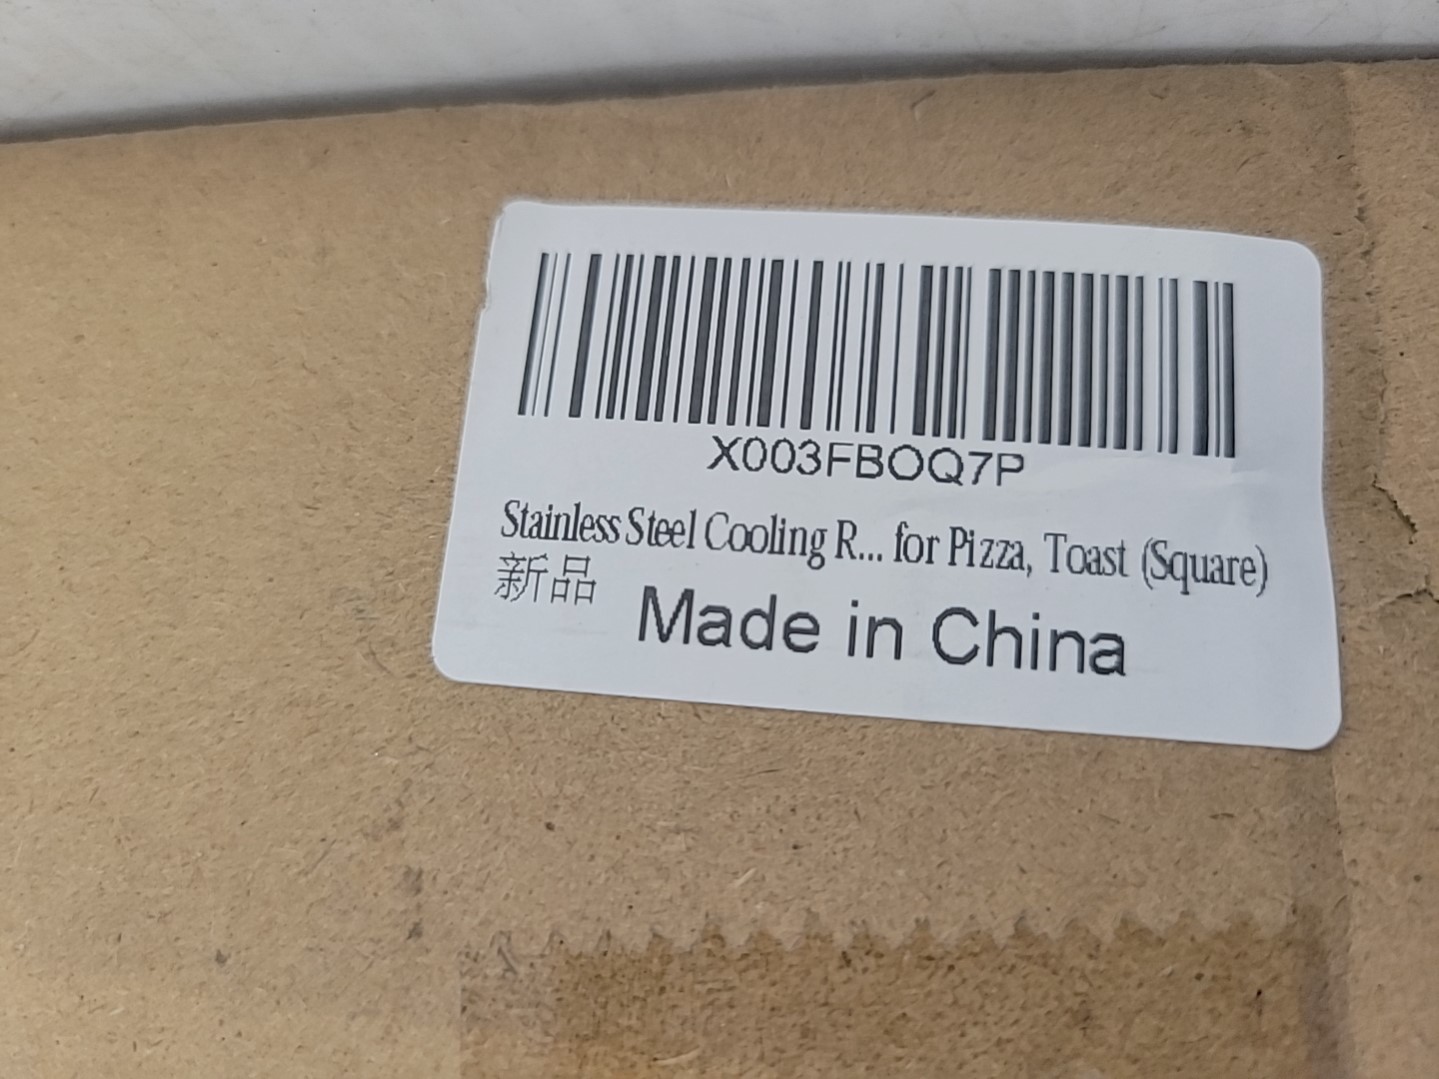 X003FBOQ7P
Stainless Steel Cooling R... for Pizza, Toast (Square)
新品
Made in China